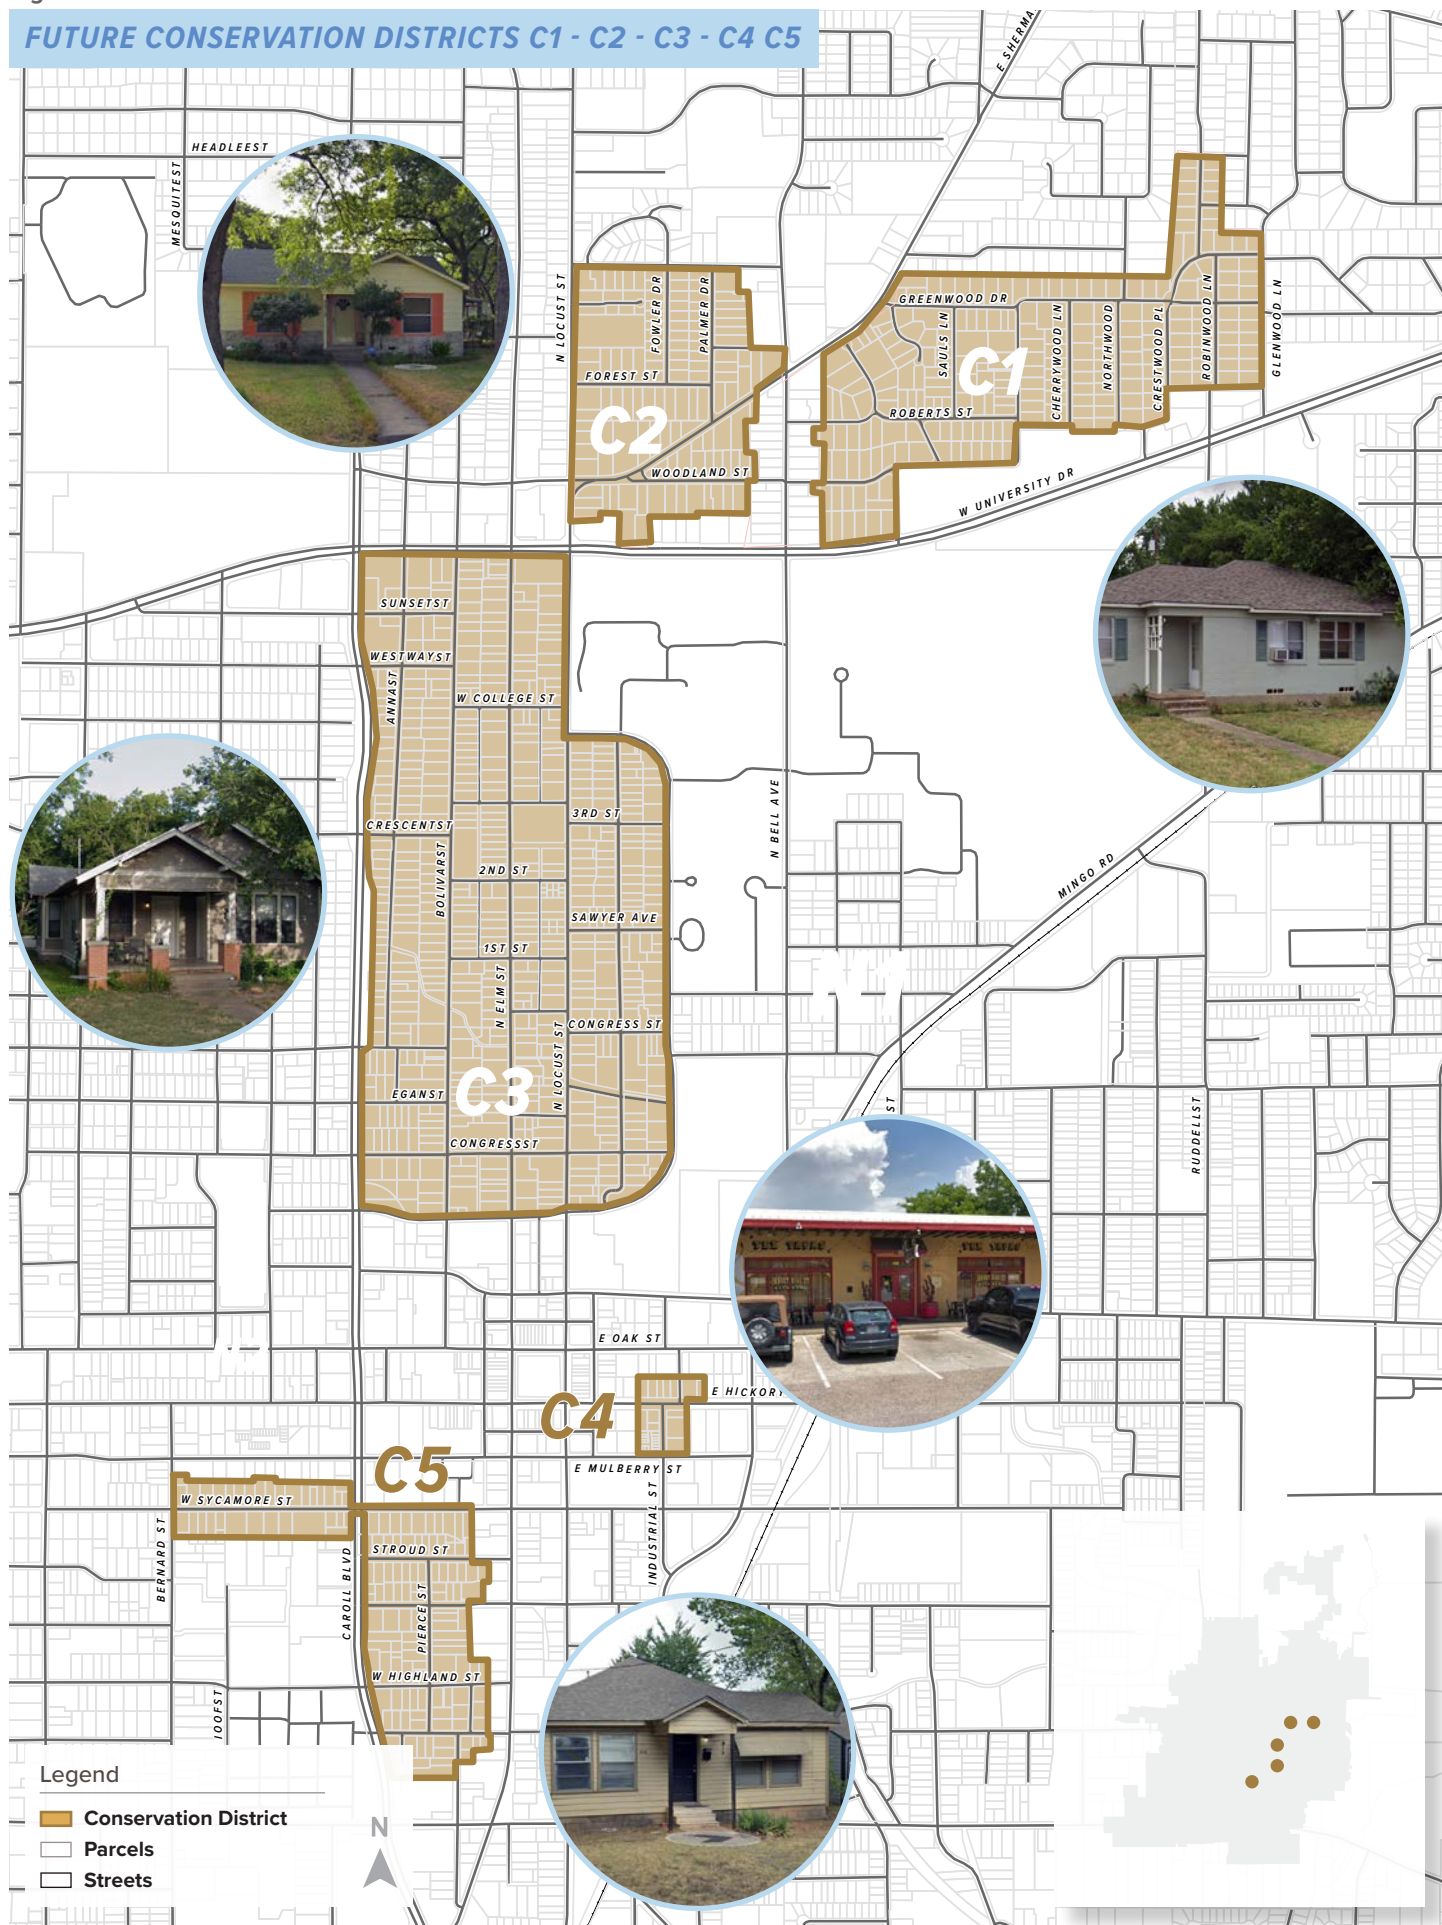 FUTURE CONSERVATION DISTRICTS C1 - C2 - C3 - C4 C5
E SHERMA
HEADLEEST
MESQUITEST
N LOCUST ST
FOWLER DR
PALMER DR
FOREST ST
C2
WOODLAND ST
GREENWOOD DR
SAULS LN
C1
CHERRYWOOD LN
NORTHWOOD
CRESTWOOD PL
ROBINWOOD LN
GLENWOOD LN
ROBERTS ST
W UNIVERSITY DR
SUNSETST
WESTWAYST
ANNAST
W COLLEGE ST
3RD ST
CRESCENTST
BOLIVARST
2ND ST
N BELL AVE
MINGO RD
SAWYER AVE
1ST ST
N ELM ST
CONGRESS ST
N LOCUST ST
C3
EGANST
CONGRESSST
ST
RUDDELLST
E OAK ST
E HICKORY
C4
E MULBERRY ST
INDUSTRIAL ST
C5
W SYCAMORE ST
BERNARD ST
STROUD ST
CAROLL BLVD
PIERCE ST
W HIGHLAND ST
IOOFST
Legend
Conservation District
Parcels
Streets
N